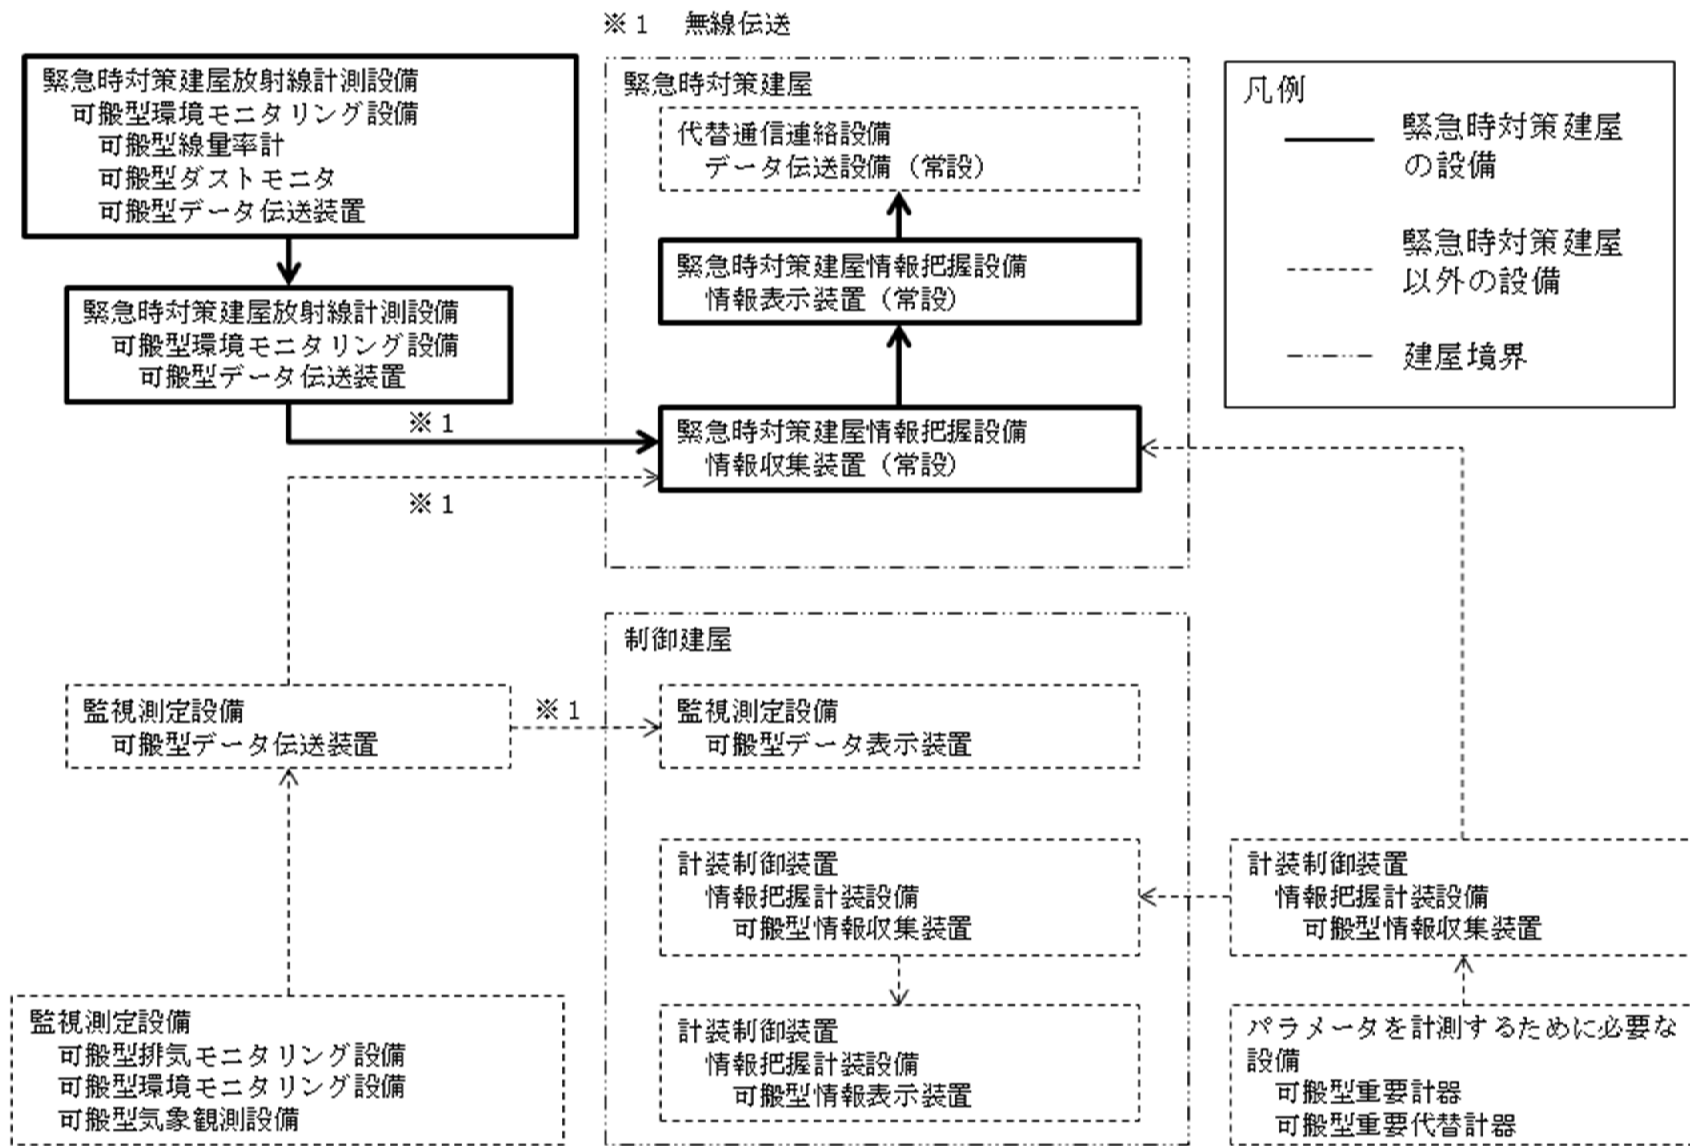 ※1　無線伝送
緊急時対策建屋放射線計測設備
可搬型環境モニタリング設備
可搬型線量率計
可搬型ダストモニタ
可搬型データ伝送装置
緊急時対策建屋放射線計測設備
可搬型環境モニタリング設備
可搬型データ伝送装置
※1
※1
緊急時対策建屋
代替通信連絡設備
データ伝送設備（常設）
緊急時対策建屋情報把握設備
情報表示装置（常設）
緊急時対策建屋情報把握設備
情報収集装置（常設）
凡例
緊急時対策建屋
の設備
緊急時対策建屋
以外の設備
建屋境界
制御建屋
監視測定設備
可搬型データ伝送装置
※1
監視測定設備
可搬型データ表示装置
計装制御装置
情報把握計装設備
可搬型情報収集装置
計装制御装置
情報把握計装設備
可搬型情報収集装置
監視測定設備
可搬型排気モニタリング設備
可搬型環境モニタリング設備
可搬型気象観測設備
計装制御装置
情報把握計装設備
可搬型情報表示装置
パラメータを計測するために必要な
設備
可搬型重要計器
可搬型重要代替計器